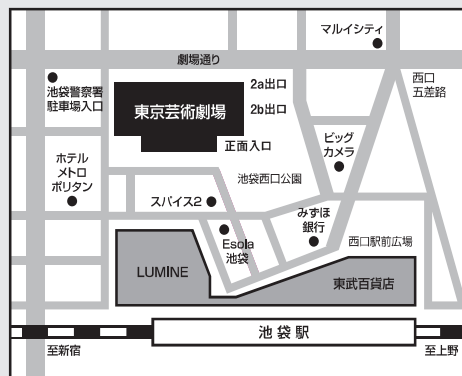 マルイシティ
劇場通り
西口
五差路
池袋警察署
駐車場入口
2a出口
2b出口
東京芸術劇場
正面入口
ビッグ
カメラ
ホテル
メトロ
ポリタン
池袋西口公園
スパイス2
みずほ
銀行
Esola
池袋
西口駅前広場
LUMINE
東武百貨店
池袋駅
至新宿
至上野